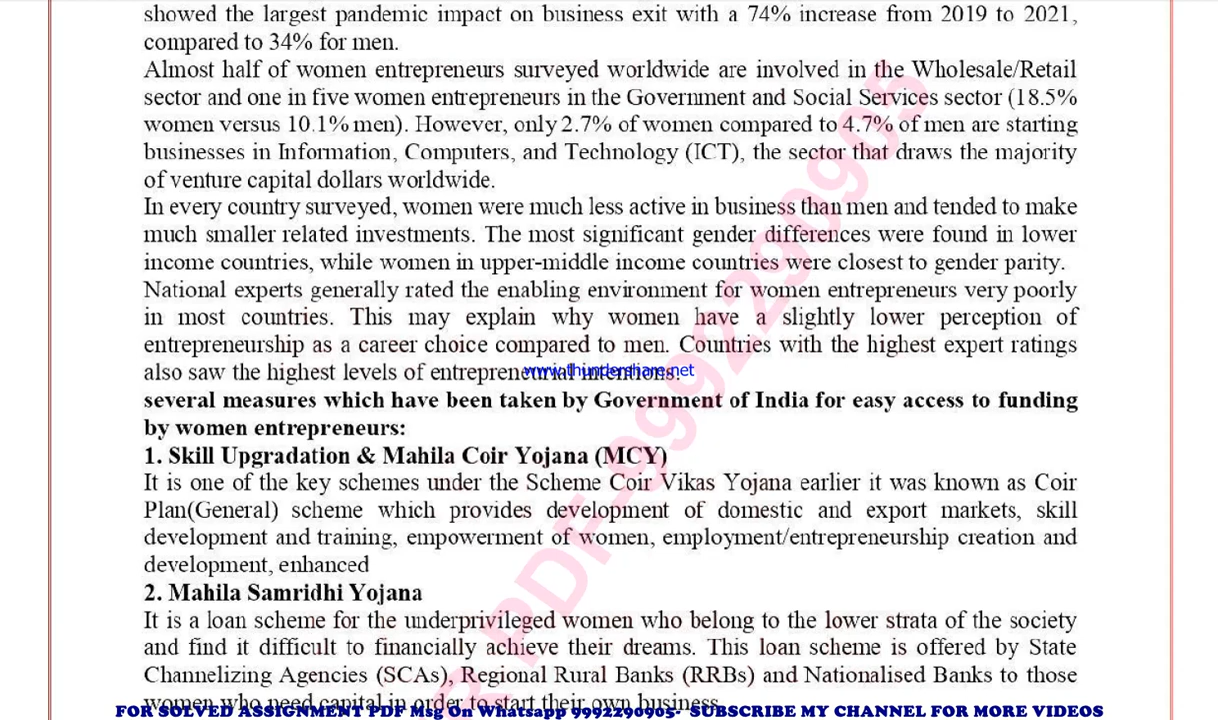 showed the largest pandemic impact on business exit with a 74% increase from 2019 to 2021,
compared to 34% for men.
Almost half of women entrepreneurs surveyed worldwide are involved in the Wholesale/Retail
sector and one in five women entrepreneurs in the Government and Social Services sector (18.5%
women versus 10.1% men). However, only 2.7% of women compared to 4.7% of men are starting
businesses in Information, Computers, and Technology (ICT), the sector that draws the majority
of venture capital dollars worldwide.
In every country surveyed, women were much less active in business than men and tended to make
much smaller related investments. The most significant gender differences were found in lower
income countries, while women in upper-middle income countries were closest to gender parity.
National experts generally rated the enabling environment for women entrepreneurs very poorly
in most countries. This may explain why women have a slightly lower perception of
entrepreneurship as a career choice compared to men. Countries with the highest expert ratings
also saw the highest levels of entrepreneurial intentions.
www.thundershare.net
several measures which have been taken by Government of India for easy access to funding
by women entrepreneurs:
1. Skill Upgradation & Mahila Coir Yojana (MCY)
It is one of the key schemes under the Scheme Coir Vikas Yojana earlier it was known as Coir
Plan(General) scheme which provides development of domestic and export markets, skill
development and training, empowerment of women, employment/entrepreneurship creation and
development, enhanced
2. Mahila Samridhi Yojana
It is a loan scheme for the underprivileged women who belong to the lower strata of the society
and find it difficult to financially achieve their dreams. This loan scheme is offered by State
Channelizing Agencies (SCAs), Regional Rural Banks (RRBs) and Nationalised Banks to those
women who need capital in order to start their own business.
FOR SOLVED ASSIGNMENT PDF Msg On Whatsapp 9992290905- SUBSCRIBE MY CHANNEL FOR MORE VIDEOS
R PDF-9992290905